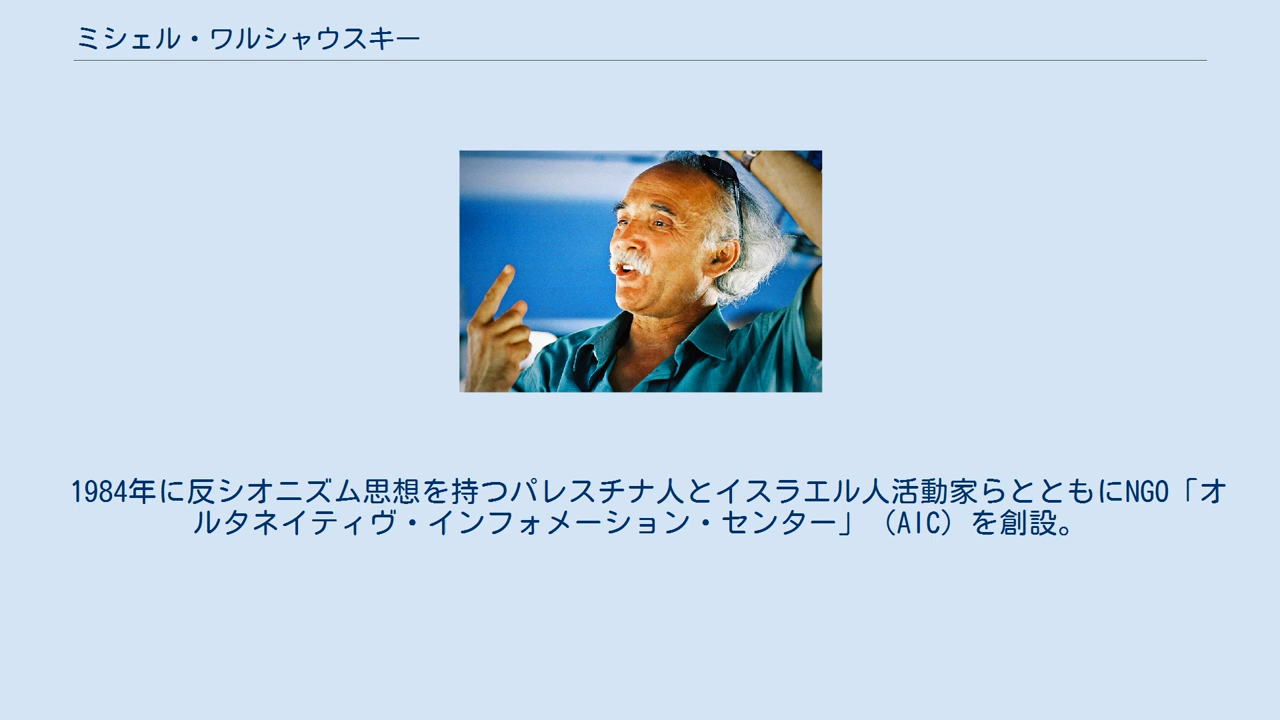 ミシェル・ワルシャウスキー
1984年に反シオニズム思想を持つパレスチナ人とイスラエル人活動家らとともにNGO「オ
ルタネイティヴ・インフォメーション・センター」（AIC）を創設。